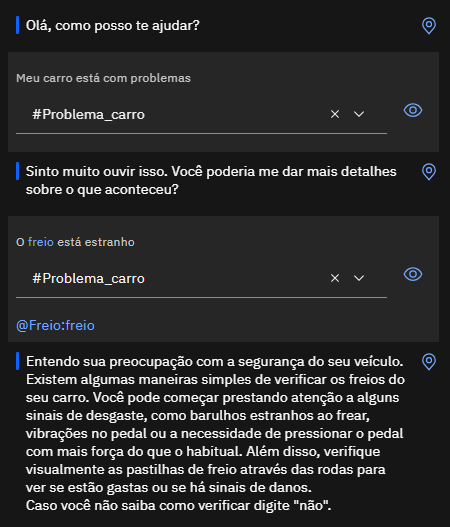 Olá, como posso te ajudar?
Meu carro está com problemas
#Problema_carro
Sinto muito ouvir isso. Você poderia me dar mais detalhes
sobre o que aconteceu?
O freio está estranho
#Problema_carro
@Freio:freio
Entendo sua preocupação com a segurança do seu veículo.
Existem algumas maneiras simples de verificar os freios do
seu carro. Você pode começar prestando atenção a alguns
sinais de desgaste, como barulhos estranhos ao frear,
vibrações no pedal ou a necessidade de pressionar o pedal
com mais força do que o habitual. Além disso, verifique
visualmente as pastilhas de freio através das rodas para
ver se estão gastas ou se há sinais de danos.
Caso você não saiba como verificar digite "não".